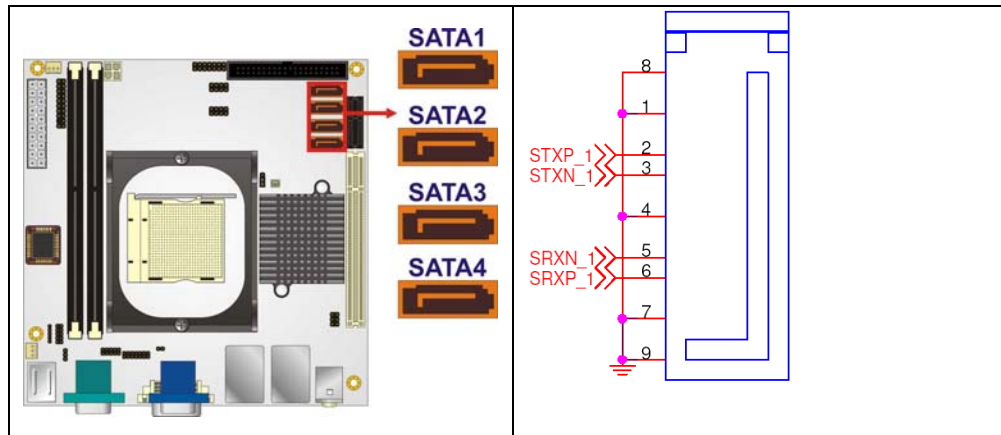 SATA1
SATA2
SATA3
SATA4
8
1
STXP_1 2
STXN_1 3
4
SRXN_1 5
SRXP_1 6
7
9